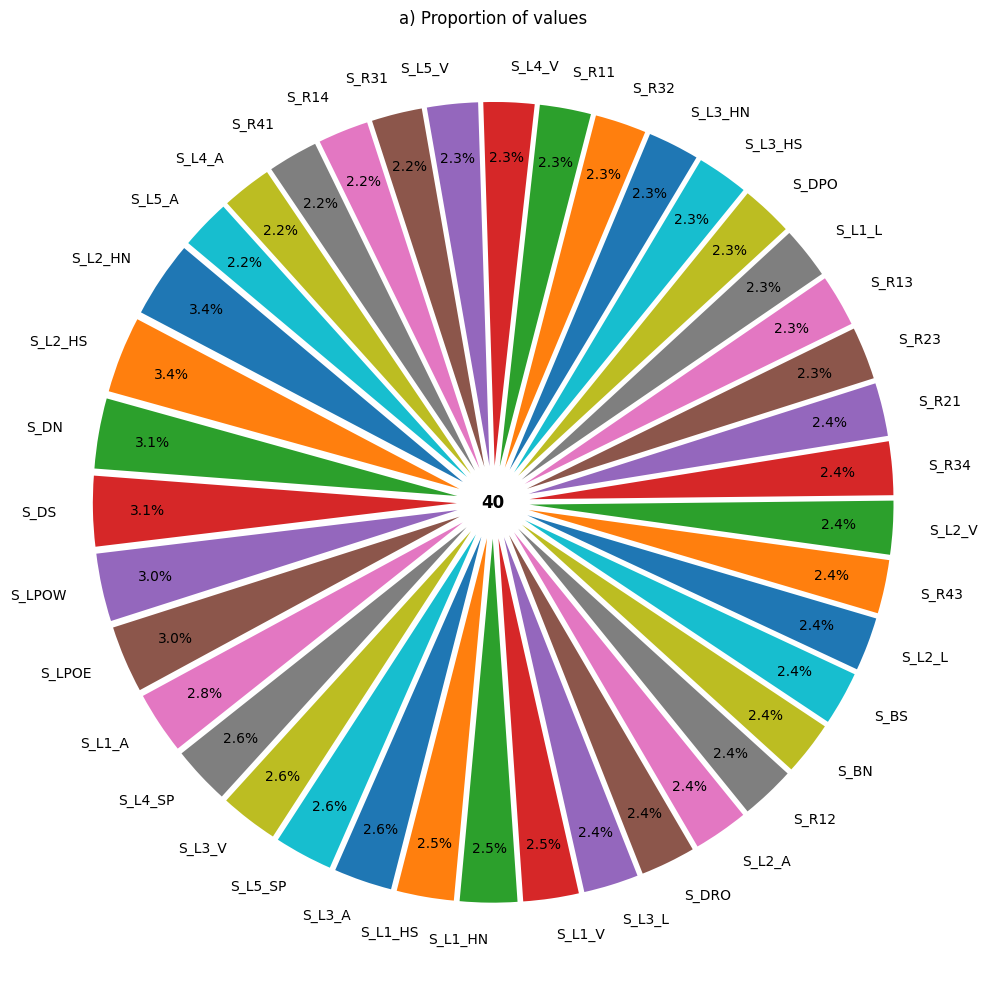 a) Proportion of values
S_L2_HN 3.4%
S_L2_HS 3.4%
S_DN 3.1%
S_DS 3.1%
S_LPOW 3.0%
S_LPOE 3.0%
S_L1_A 2.8%
S_L4_SP 2.6%
S_L3_V 2.6%
S_L5_SP 2.6%
S_L3_A 2.6%
S_L1_HS 2.5%
S_L1_HN 2.5%
S_L1_V 2.5%
S_L3_L 2.4%
S_DRO 2.4%
S_L2_A 2.4%
S_R12 2.4%
S_BN 2.4%
S_BS 2.4%
S_L2_L 2.4%
S_R43 2.4%
S_L2_V 2.4%
S_R34 2.4%
S_R21 2.4%
S_R23 2.3%
S_R13 2.3%
S_L1_L 2.3%
S_DPO 2.3%
S_L3_HS 2.3%
S_L3_HN 2.3%
S_R32 2.3%
S_R11 2.3%
S_L4_V 2.3%
S_L5_V 2.3%
S_R31 2.2%
S_R14 2.2%
S_R41 2.2%
S_L4_A 2.2%
S_L5_A 2.2%
40